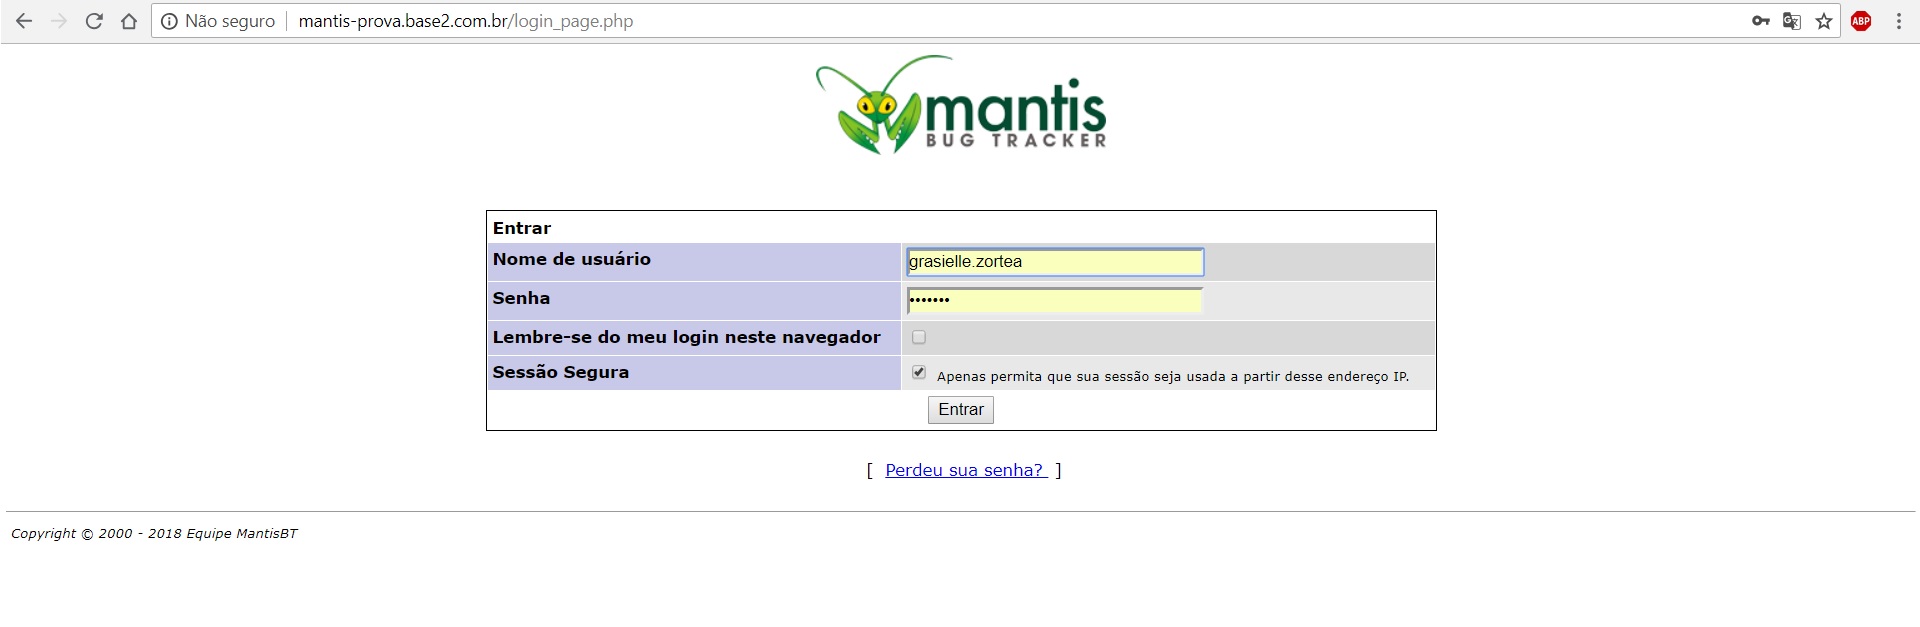 Não seguro mantis-prova.base2.com.br/login_page.php ABP
mantis
BUG TRACKER
Entrar
Nome de usuário grasielle.zortea
Senha •••••••
Lembre-se do meu login neste navegador
Sessão Segura Apenas permita que sua sessão seja usada a partir desse endereço IP.
Entrar
[ Perdeu sua senha? ]
Copyright © 2000 - 2018 Equipe MantisBT